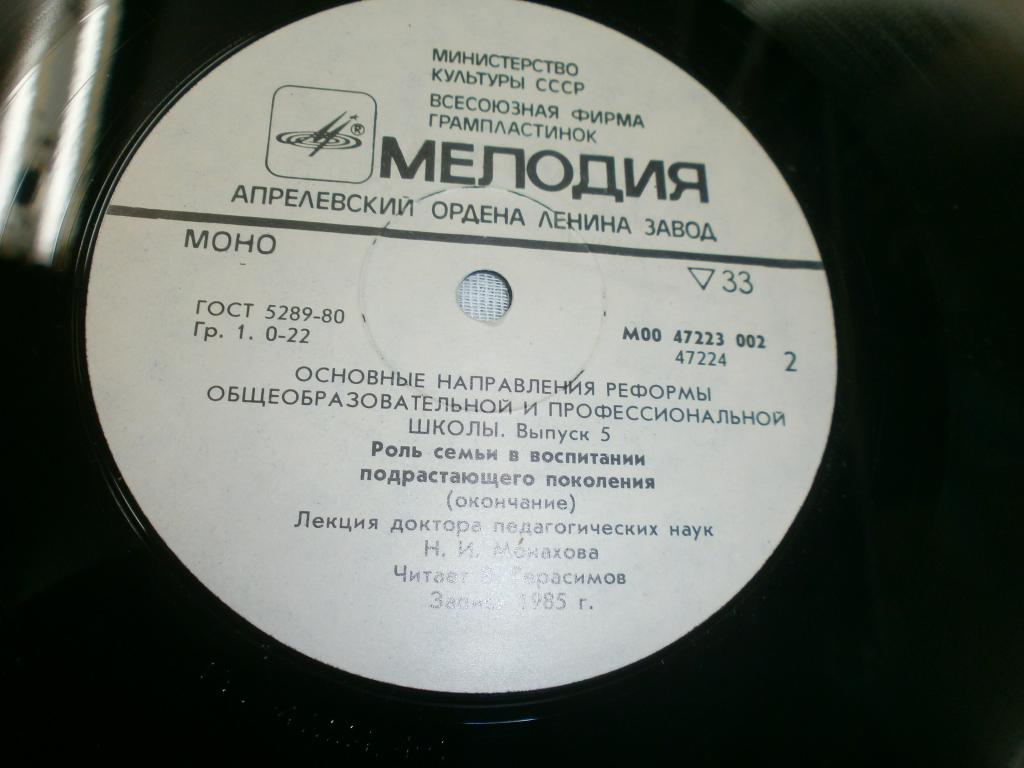 МИНИСТЕРСТВО
КУЛЬТУРЫ СССР
ВСЕСОЮЗНАЯ ФИРМА
ГРАМПЛАСТИНОК
®
МЕЛОДИЯ
АПРЕЛЕВСКИЙ ОРДЕНА ЛЕНИНА ЗАВОД
МОНО
▽ 33
ГОСТ 5289-80
Гр. 1. 0-22
М00 47223 002
47224
2
ОСНОВНЫЕ НАПРАВЛЕНИЯ РЕФОРМЫ
ОБЩЕОБРАЗОВАТЕЛЬНОЙ И ПРОФЕССИОНАЛЬНОЙ
ШКОЛЫ. Выпуск 5
Роль семьи в воспитании
подрастающего поколения
(окончание)
Лекция доктора педагогических наук
Н. И. Монахова
Читает Герасимов
Запись 1985 г.